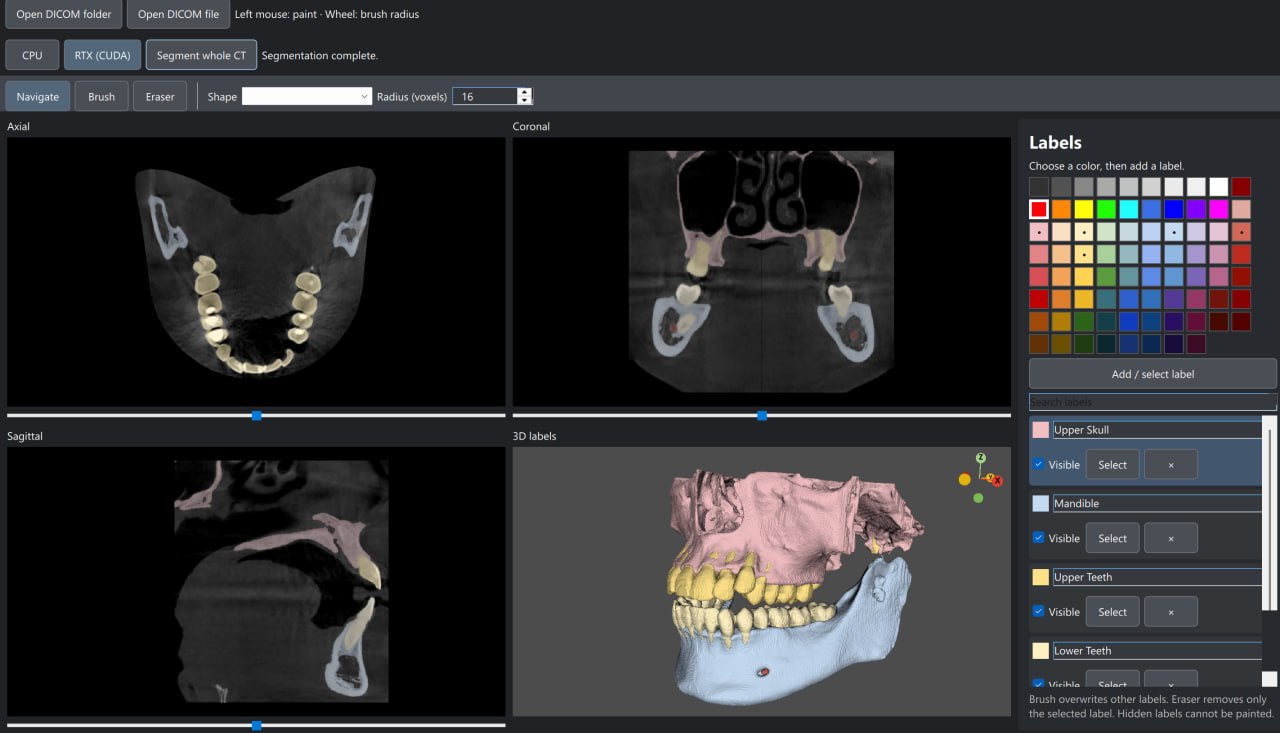 Open DICOM folder Open DICOM file Left mouse: paint · Wheel: brush radius
CPU RTX (CUDA) Segment whole CT Segmentation complete.
Navigate Brush Eraser Shape Radius (voxels) 16
Axial
Coronal
Sagittal
3D labels
Z
Y
X
Labels
Choose a color, then add a label.
Add / select label
Search labels
Upper Skull
Visible Select ×
Mandible
Visible Select ×
Upper Teeth
Visible Select ×
Lower Teeth
Visible Select ×
Brush overwrites other labels. Eraser removes only
the selected label. Hidden labels cannot be painted.